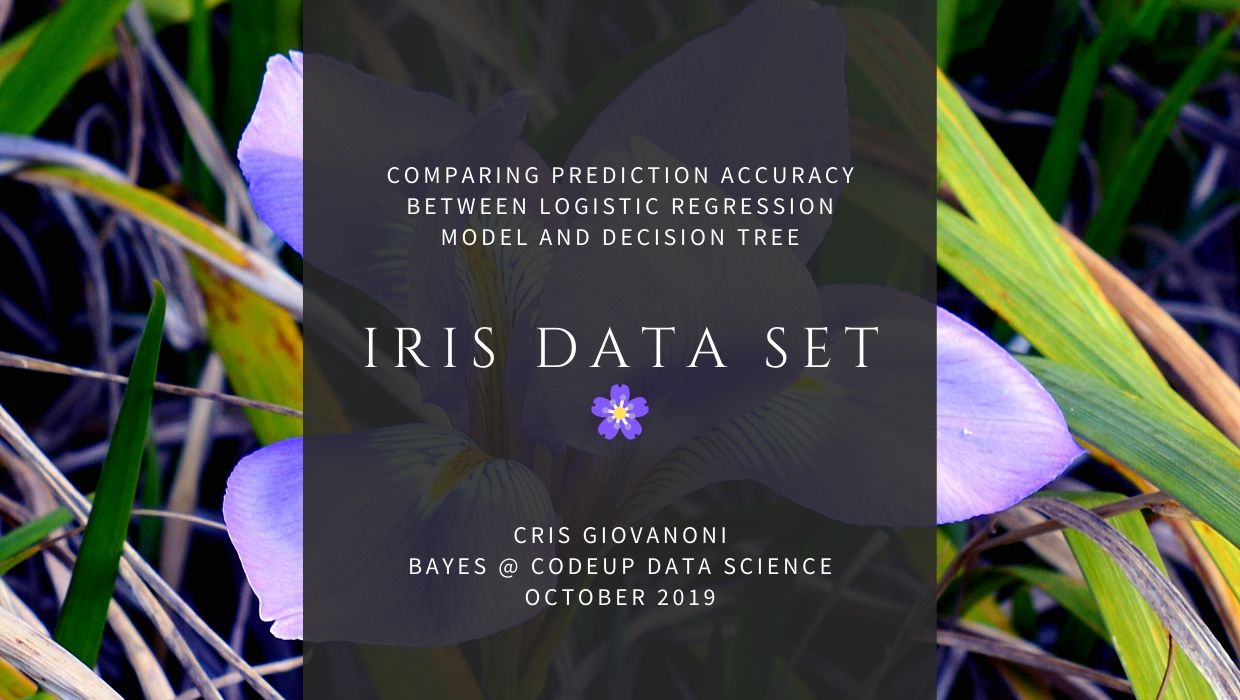 COMPARING PREDICTION ACCURACY
BETWEEN LOGISTIC REGRESSION
MODEL AND DECISION TREE
IRIS DATA SET
CRIS GIOVANONI
BAYES @ CODEUP DATA SCIENCE
OCTOBER 2019